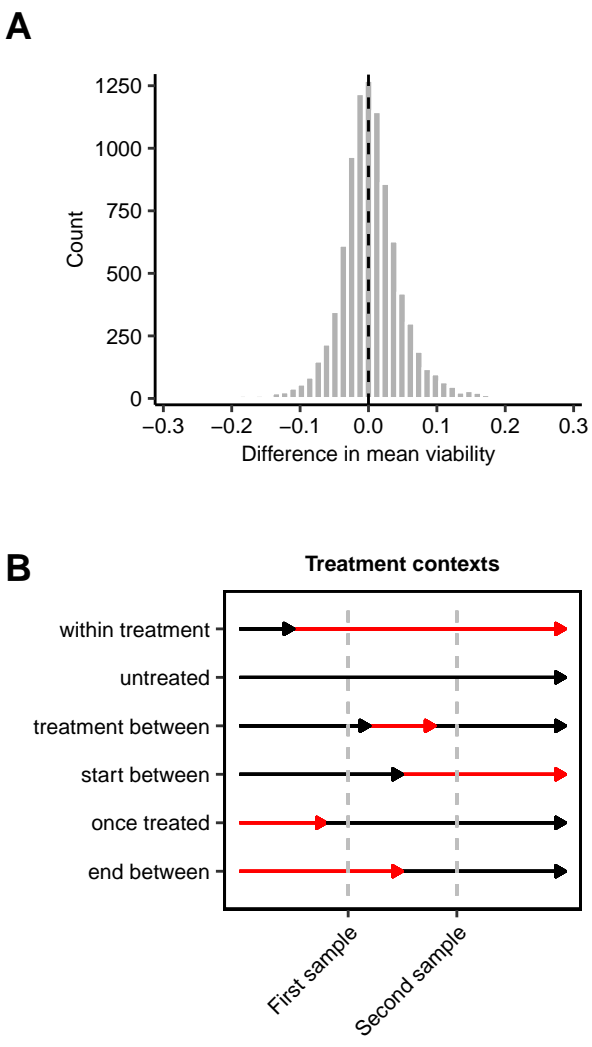 A
1250
1000
750
500
250
0
Count
−0.3 −0.2 −0.1 0.0 0.1 0.2 0.3
Difference in mean viability
B
Treatment contexts
within treatment
untreated
treatment between
start between
once treated
end between
First sample
Second sample